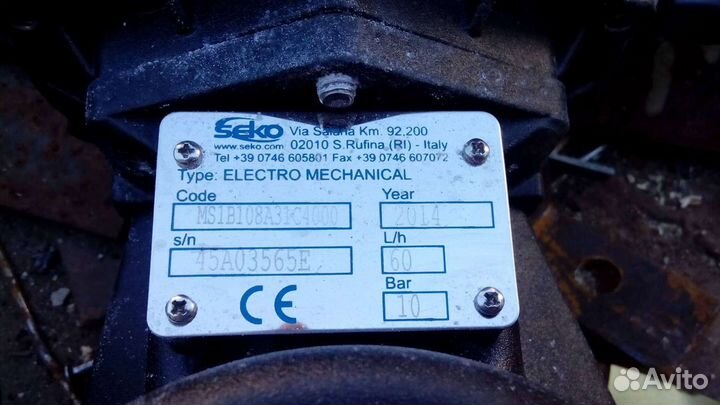 SEKO Via Salaria Km. 92,200
www.seko.com 02010 S.Rufina (RI) - Italy
Tel +39 0746 605801 Fax +39 0746 607072
Type: ELECTRO MECHANICAL
Code Year
MS1B108A31C4000 2014
s/n L/h
45A03565E 60
Bar
10
CE
Avito